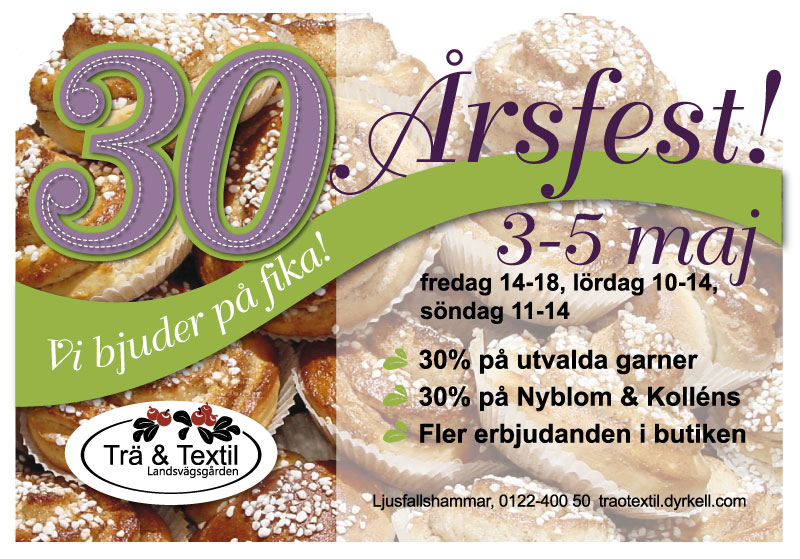 30 Årsfest!
3-5 maj
Vi bjuder på fika!
fredag 14-18, lördag 10-14,
söndag 11-14
30% på utvalda garner
30% på Nyblom & Kolléns
Fler erbjudanden i butiken
Trä & Textil
Landsvägsgården
Ljusfallshammar, 0122-400 50 traotextil.dyrkell.com